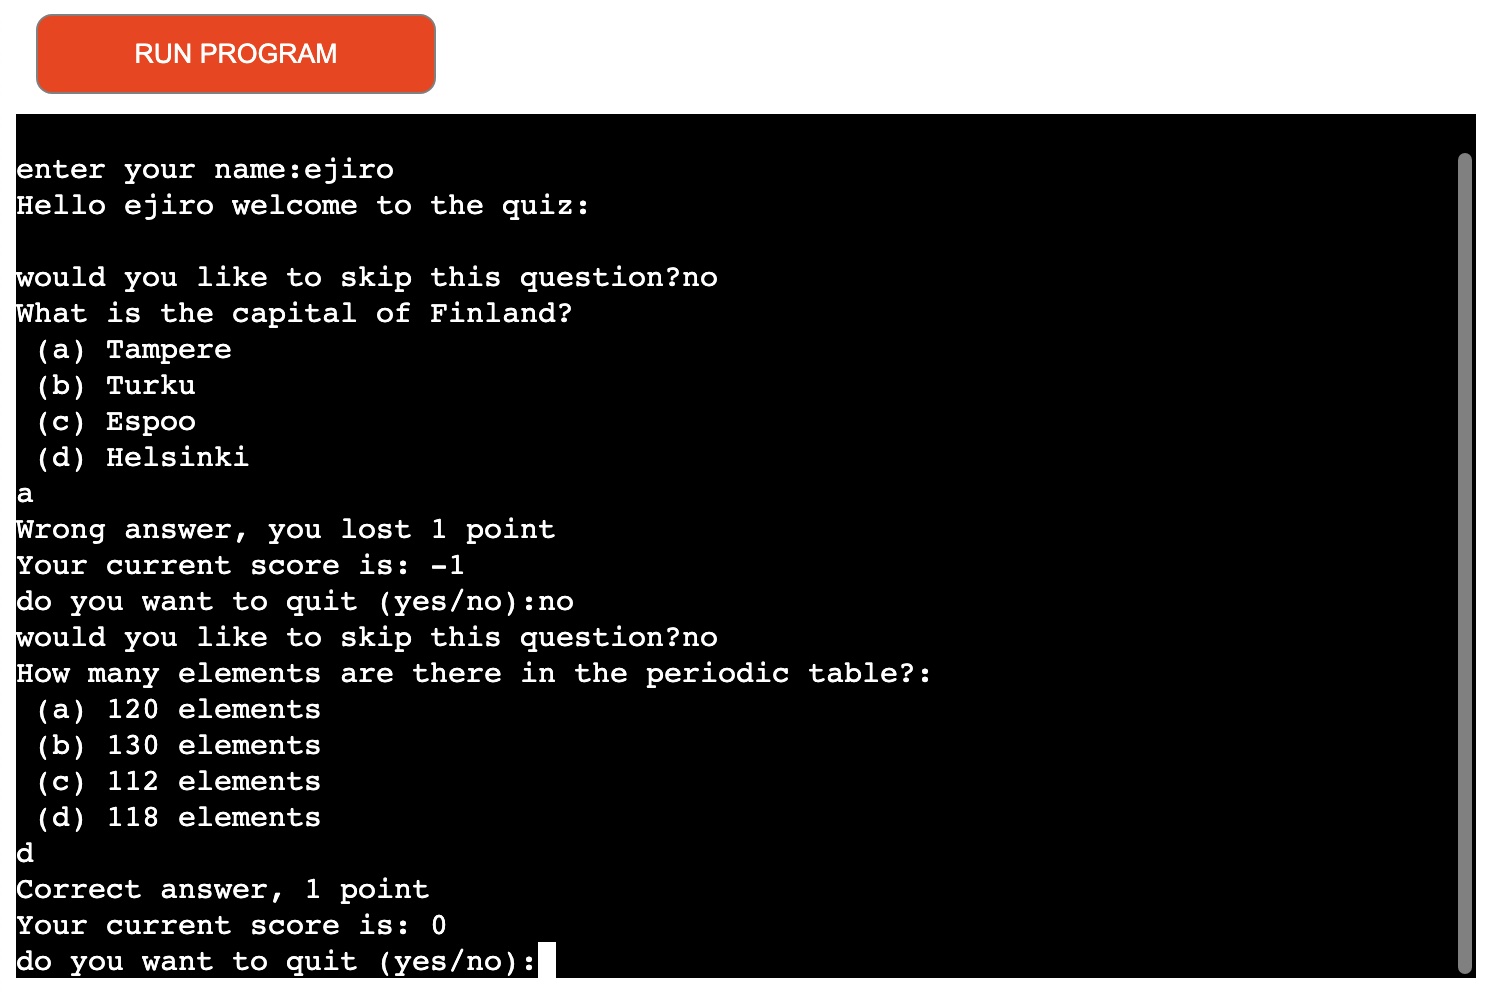 RUN PROGRAM
enter your name:ejiro
Hello ejiro welcome to the quiz:
would you like to skip this question?no
What is the capital of Finland?
(a) Tampere
(b) Turku
(c) Espoo
(d) Helsinki
a
Wrong answer, you lost 1 point
Your current score is: -1
do you want to quit (yes/no):no
would you like to skip this question?no
How many elements are there in the periodic table?:
(a) 120 elements
(b) 130 elements
(c) 112 elements
(d) 118 elements
d
Correct answer, 1 point
Your current score is: 0
do you want to quit (yes/no):